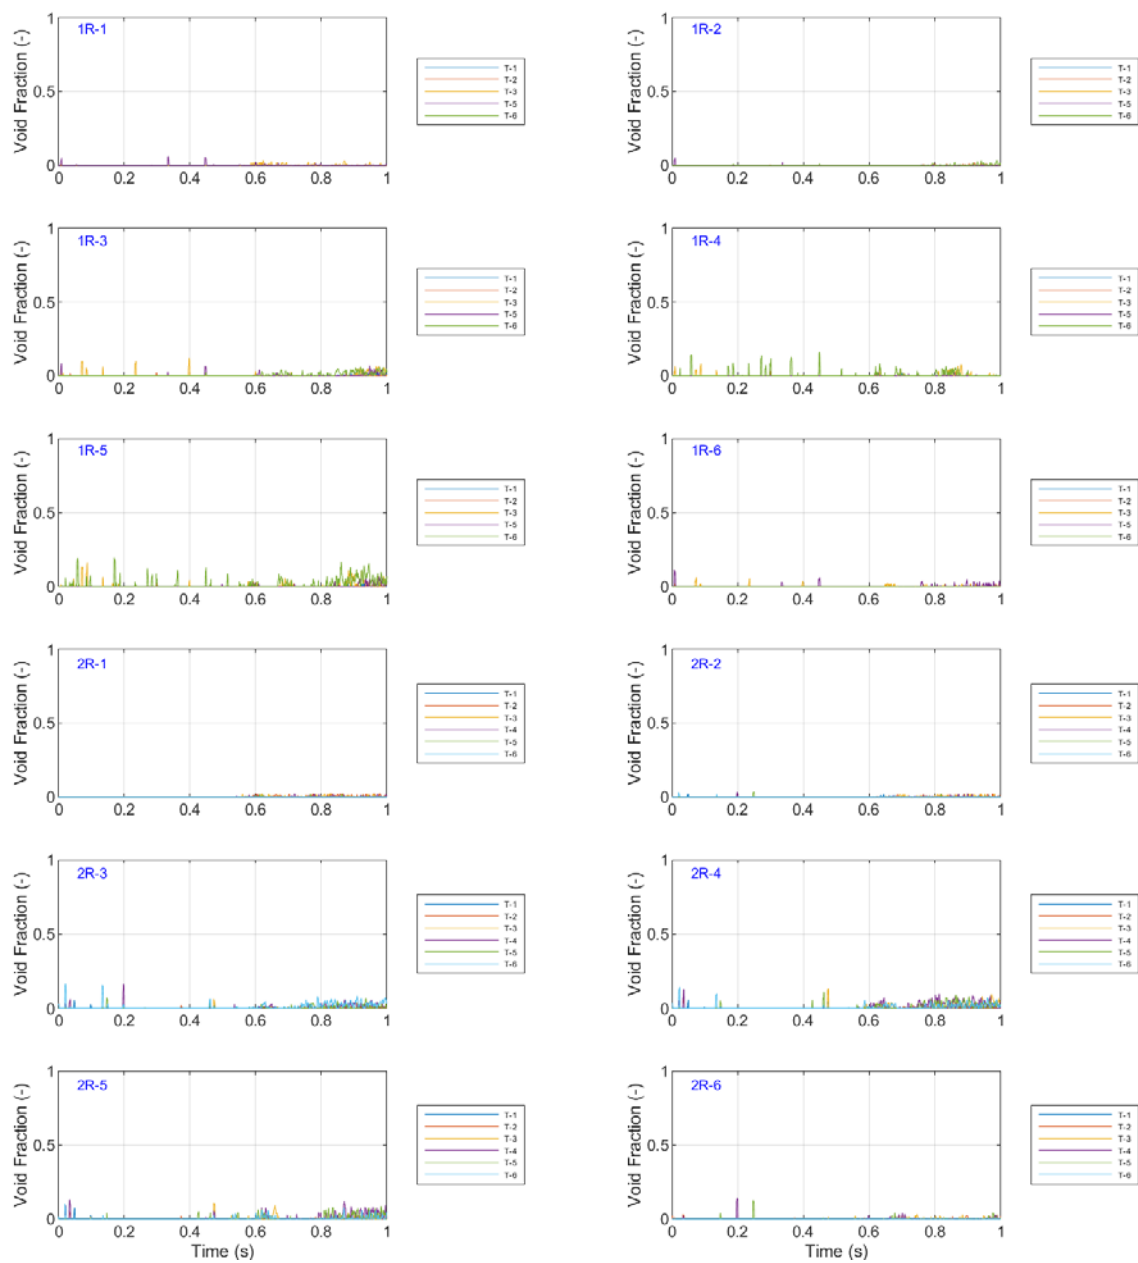 1R-1
Void Fraction (-)
1
0.5
0
0 0.2 0.4 0.6 0.8 1
T-1
T-2
T-3
T-5
T-6
1R-2
Void Fraction (-)
1
0.5
0
0 0.2 0.4 0.6 0.8 1
T-1
T-2
T-3
T-5
T-6
1R-3
Void Fraction (-)
1
0.5
0
0 0.2 0.4 0.6 0.8 1
T-1
T-2
T-3
T-5
T-6
1R-4
Void Fraction (-)
1
0.5
0
0 0.2 0.4 0.6 0.8 1
T-1
T-2
T-3
T-5
T-6
1R-5
Void Fraction (-)
1
0.5
0
0 0.2 0.4 0.6 0.8 1
T-1
T-2
T-3
T-5
T-6
1R-6
Void Fraction (-)
1
0.5
0
0 0.2 0.4 0.6 0.8 1
T-1
T-2
T-3
T-5
T-6
2R-1
Void Fraction (-)
1
0.5
0
0 0.2 0.4 0.6 0.8 1
T-1
T-2
T-3
T-4
T-5
T-6
2R-2
Void Fraction (-)
1
0.5
0
0 0.2 0.4 0.6 0.8 1
T-1
T-2
T-3
T-4
T-5
T-6
2R-3
Void Fraction (-)
1
0.5
0
0 0.2 0.4 0.6 0.8 1
T-1
T-2
T-3
T-4
T-5
T-6
2R-4
Void Fraction (-)
1
0.5
0
0 0.2 0.4 0.6 0.8 1
T-1
T-2
T-3
T-4
T-5
T-6
2R-5
Void Fraction (-)
1
0.5
0
0 0.2 0.4 0.6 0.8 1
Time (s)
T-1
T-2
T-3
T-4
T-5
T-6
2R-6
Void Fraction (-)
1
0.5
0
0 0.2 0.4 0.6 0.8 1
Time (s)
T-1
T-2
T-3
T-4
T-5
T-6